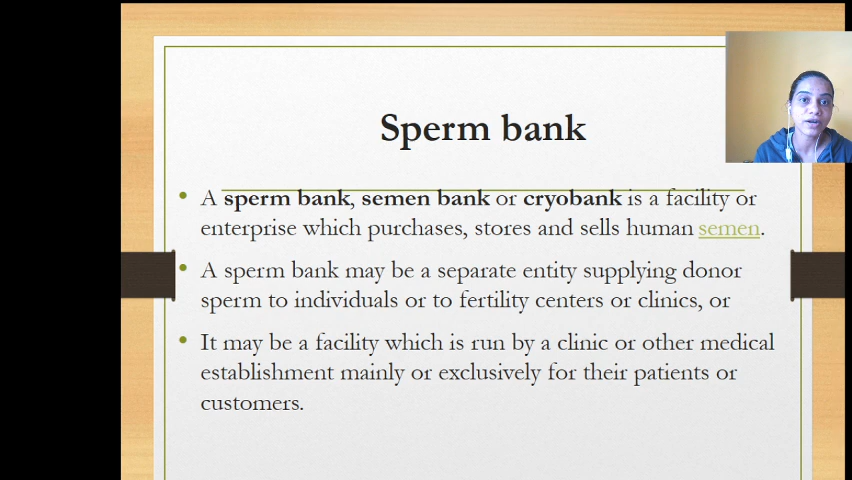 Sperm bank
• A sperm bank, semen bank or cryobank is a facility or
enterprise which purchases, stores and sells human semen.
• A sperm bank may be a separate entity supplying donor
sperm to individuals or to fertility centers or clinics, or
• It may be a facility which is run by a clinic or other medical
establishment mainly or exclusively for their patients or
customers.